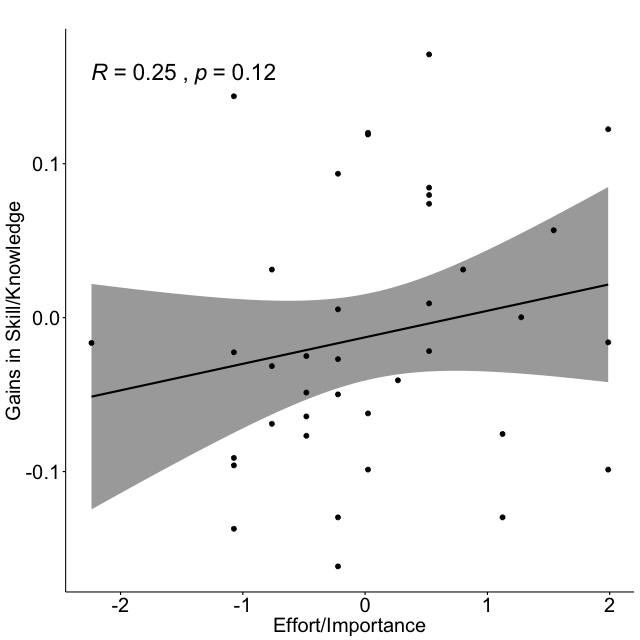 R = 0.25 , p = 0.12
Gains in Skill/Knowledge
0.1
0.0
-0.1
-2 -1 0 1 2
Effort/Importance